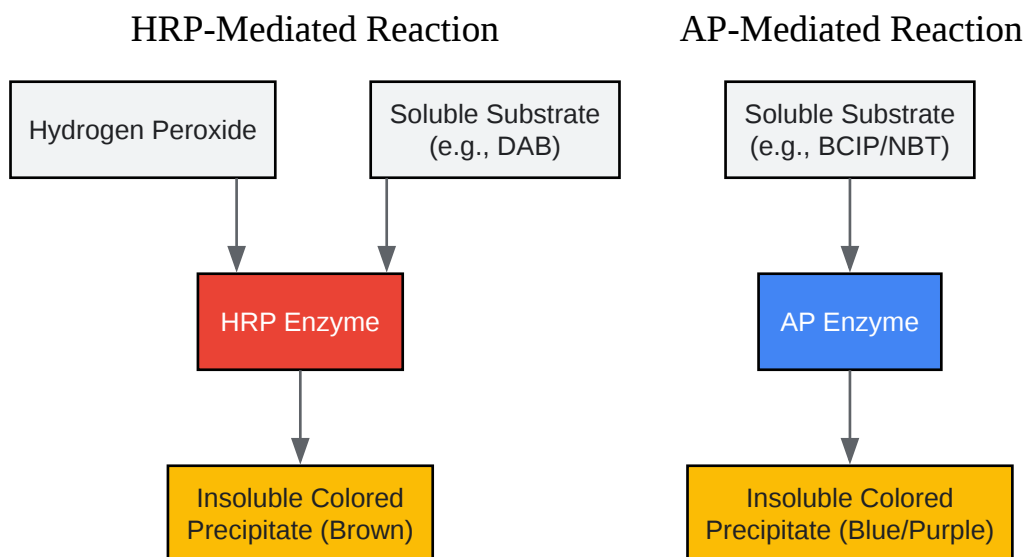 HRP-Mediated Reaction
AP-Mediated Reaction
Hydrogen Peroxide
Soluble Substrate
(e.g., DAB)
Soluble Substrate
(e.g., BCIP/NBT)
HRP Enzyme
AP Enzyme
Insoluble Colored
Precipitate (Brown)
Insoluble Colored
Precipitate (Blue/Purple)